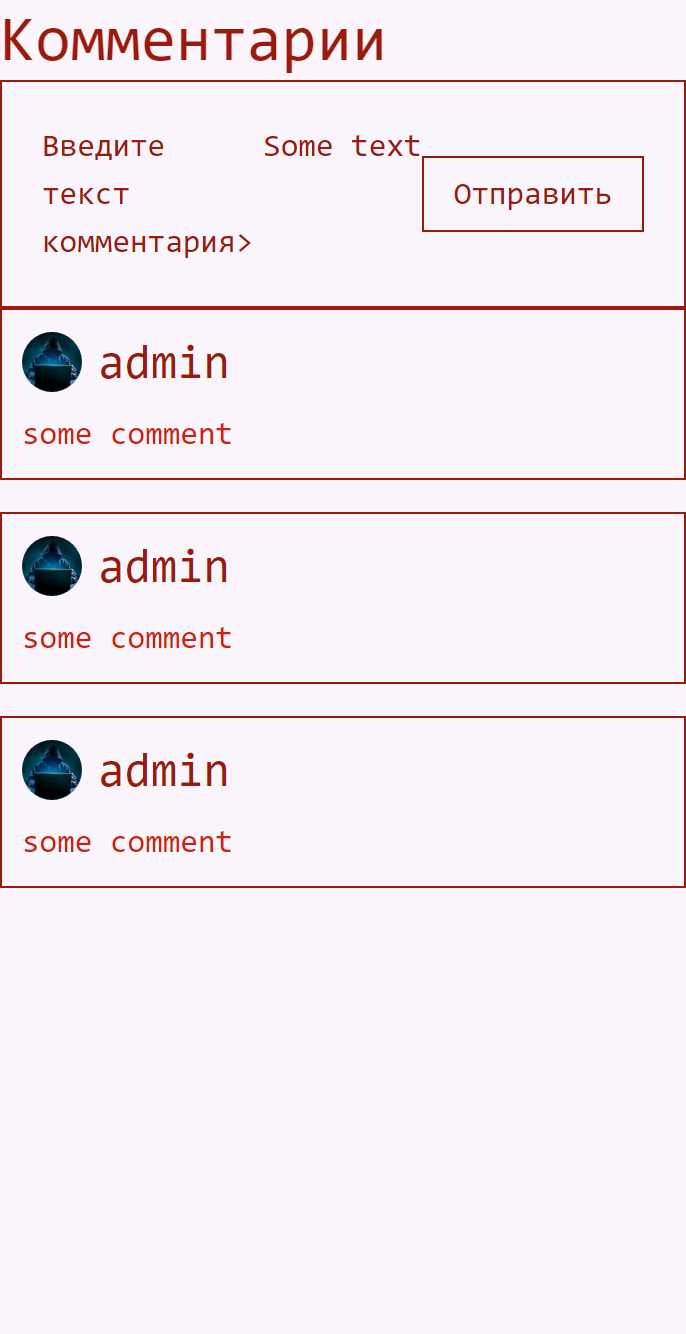 Комментарии
Введите Some text
текст Отправить
комментария>
admin
some comment
admin
some comment
admin
some comment